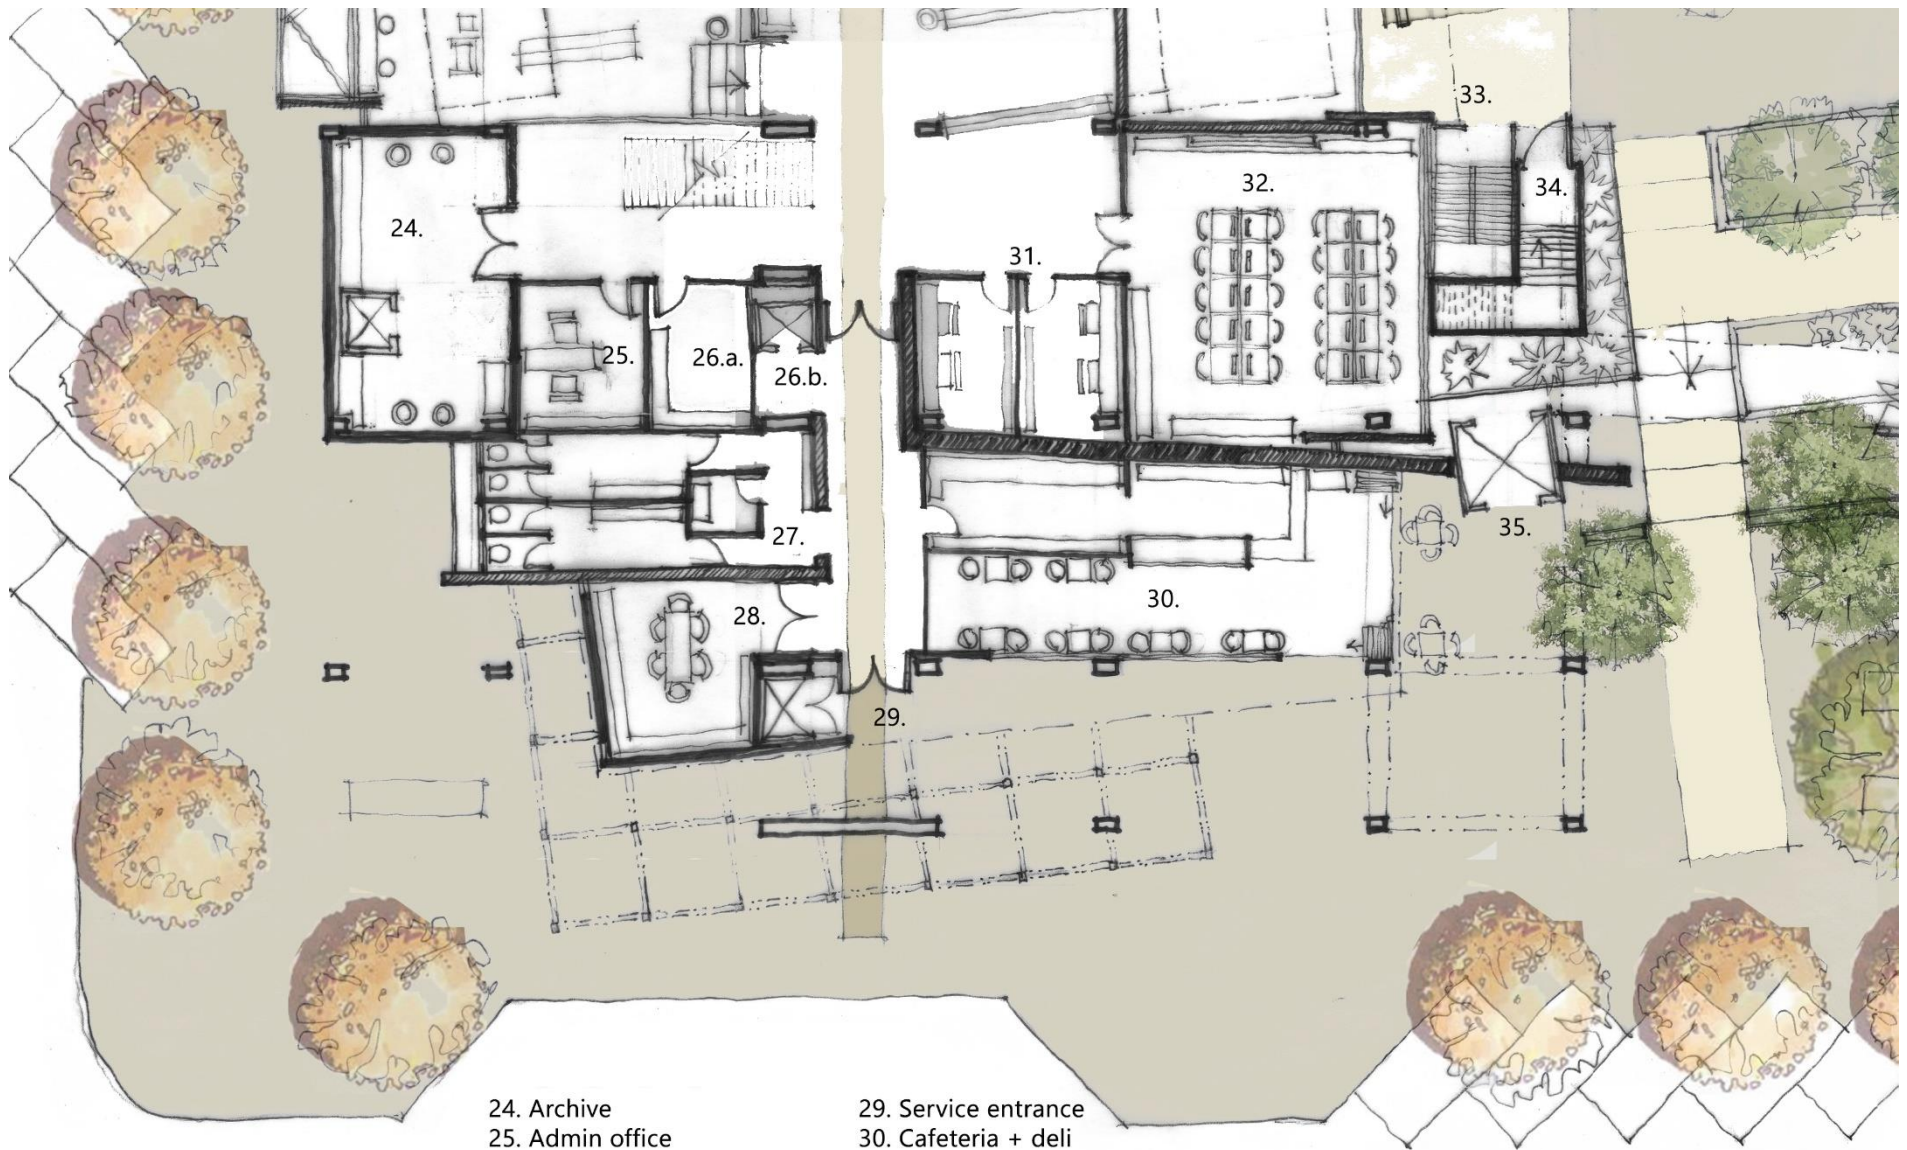 33.
32.
34.
24.
31.
25.
26.a.
26.b.
35.
27.
30.
28.
29.
24. Archive
25. Admin office
29. Service entrance
30. Cafeteria + deli